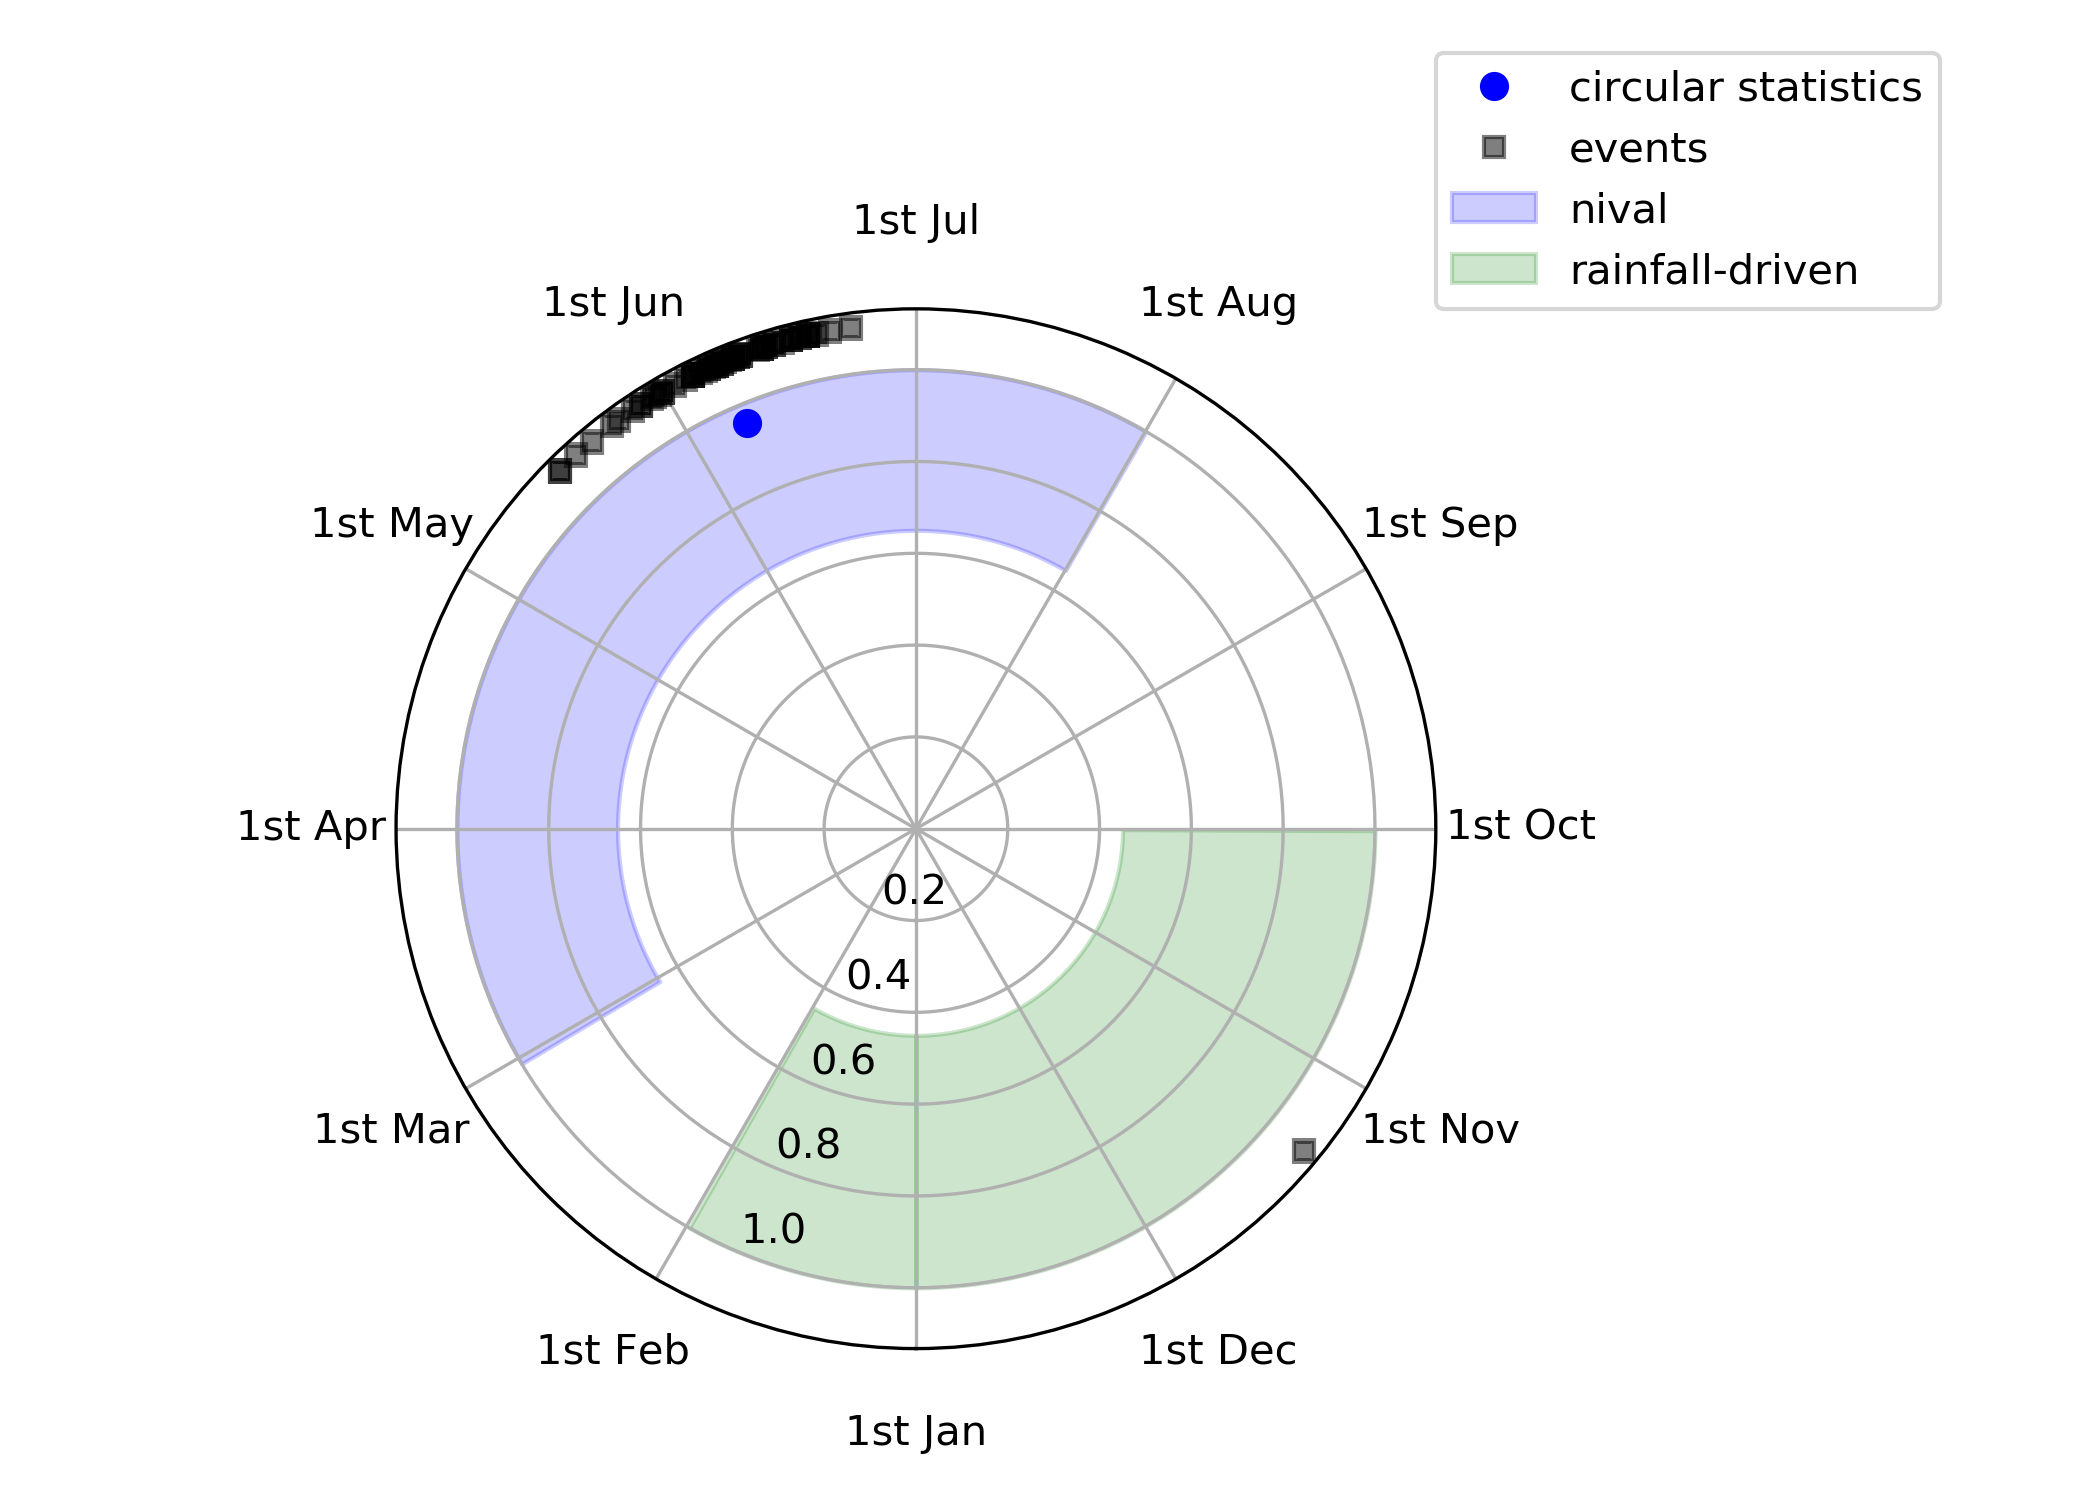 circular statistics
events
nival
rainfall-driven
1st Jul
1st Jun
1st Aug
1st May
1st Sep
1st Apr
1st Oct
0.2
0.4
0.6
1st Mar
1st Nov
0.8
1.0
1st Feb
1st Dec
1st Jan